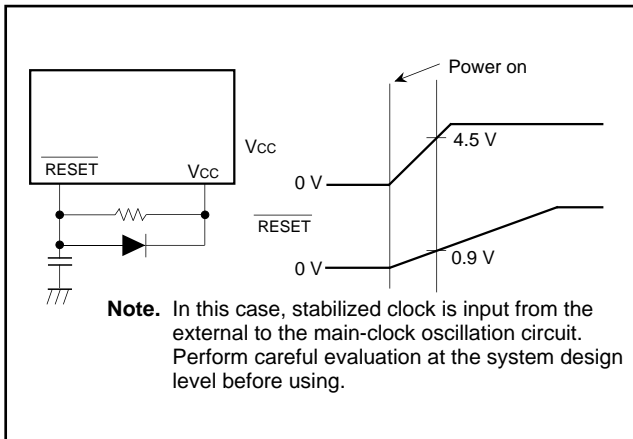 Power on
VCC
4.5 V
RESET
VCC
0 V
RESET
0.9 V
0 V
Note. In this case, stabilized clock is input from the
external to the main-clock oscillation circuit.
Perform careful evaluation at the system design
level before using.